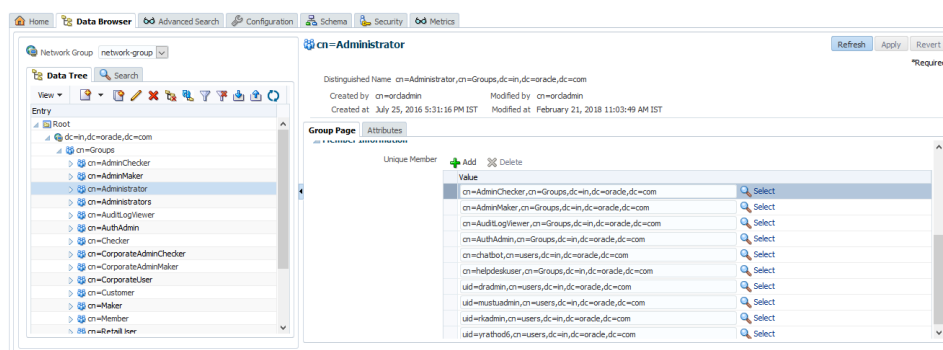 Home Data Browser Advanced Search Configuration Schema Security Metrics
Network Group network-group
Data Tree Search
View
Entry
Root
dc=in,dc=oracle,dc=com
cn=Groups
cn=AdminChecker
cn=AdminMaker
cn=Administrator
cn=Administrators
cn=AuditLogViewer
cn=AuthAdmin
cn=Checker
cn=CorporateAdminChecker
cn=CorporateAdminMaker
cn=CorporateUser
cn=Customer
cn=Maker
cn=Member
cn=RetailUser
cn=Administrator
Refresh Apply Revert
*Require
Distinguished Name cn=Administrator,cn=Groups,dc=in,dc=oracle,dc=com
Created by cn=orcladmin Modified by cn=orcladmin
Created at July 25, 2016 5:31:16 PM IST Modified at February 21, 2018 11:03:49 AM IST
Group Page Attributes
Member Information
Unique Member Add Delete
Value
cn=AdminChecker,cn=Groups,dc=in,dc=oracle,dc=com Select
cn=AdminMaker,cn=Groups,dc=in,dc=oracle,dc=com Select
cn=AuditLogViewer,cn=Groups,dc=in,dc=oracle,dc=com Select
cn=AuthAdmin,cn=Groups,dc=in,dc=oracle,dc=com Select
cn=chatbot,cn=users,dc=in,dc=oracle,dc=com Select
cn=helpdeskuser,cn=Groups,dc=in,dc=oracle,dc=com Select
uid=dradmin,cn=users,dc=in,dc=oracle,dc=com Select
uid=mustuadmin,cn=users,dc=in,dc=oracle,dc=com Select
uid=rkadmin,cn=users,dc=in,dc=oracle,dc=com Select
uid=yrathod6,cn=users,dc=in,dc=oracle,dc=com Select